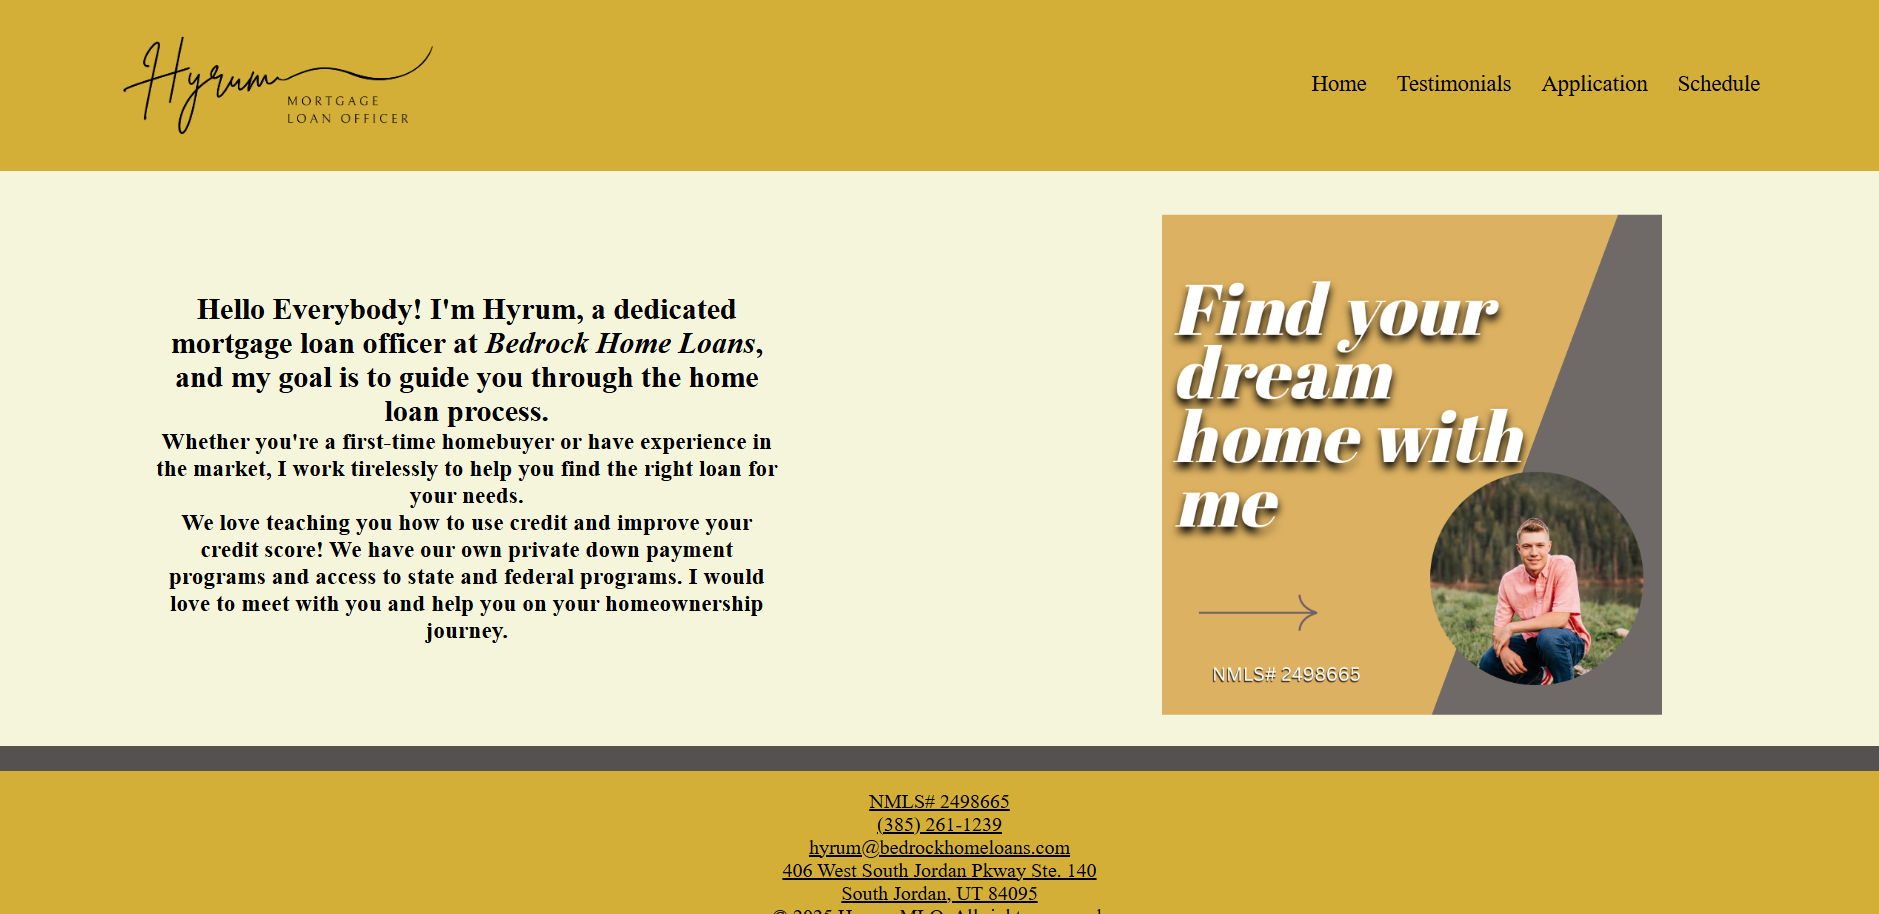 Hyrum
MORTGAGE
LOAN OFFICER
Home Testimonials Application Schedule
Hello Everybody! I'm Hyrum, a dedicated
mortgage loan officer at Bedrock Home Loans,
and my goal is to guide you through the home
loan process.
Whether you're a first-time homebuyer or have experience in
the market, I work tirelessly to help you find the right loan for
your needs.
We love teaching you how to use credit and improve your
credit score! We have our own private down payment
programs and access to state and federal programs. I would
love to meet with you and help you on your homeownership
journey.
Find your
dream
home with
me
NMLS# 2498665
NMLS# 2498665
(385) 261-1239
hyrum@bedrockhomeloans.com
406 West South Jordan Pkway Ste. 140
South Jordan, UT 84095
© 2025 Hyrum MLO. All rights reserved